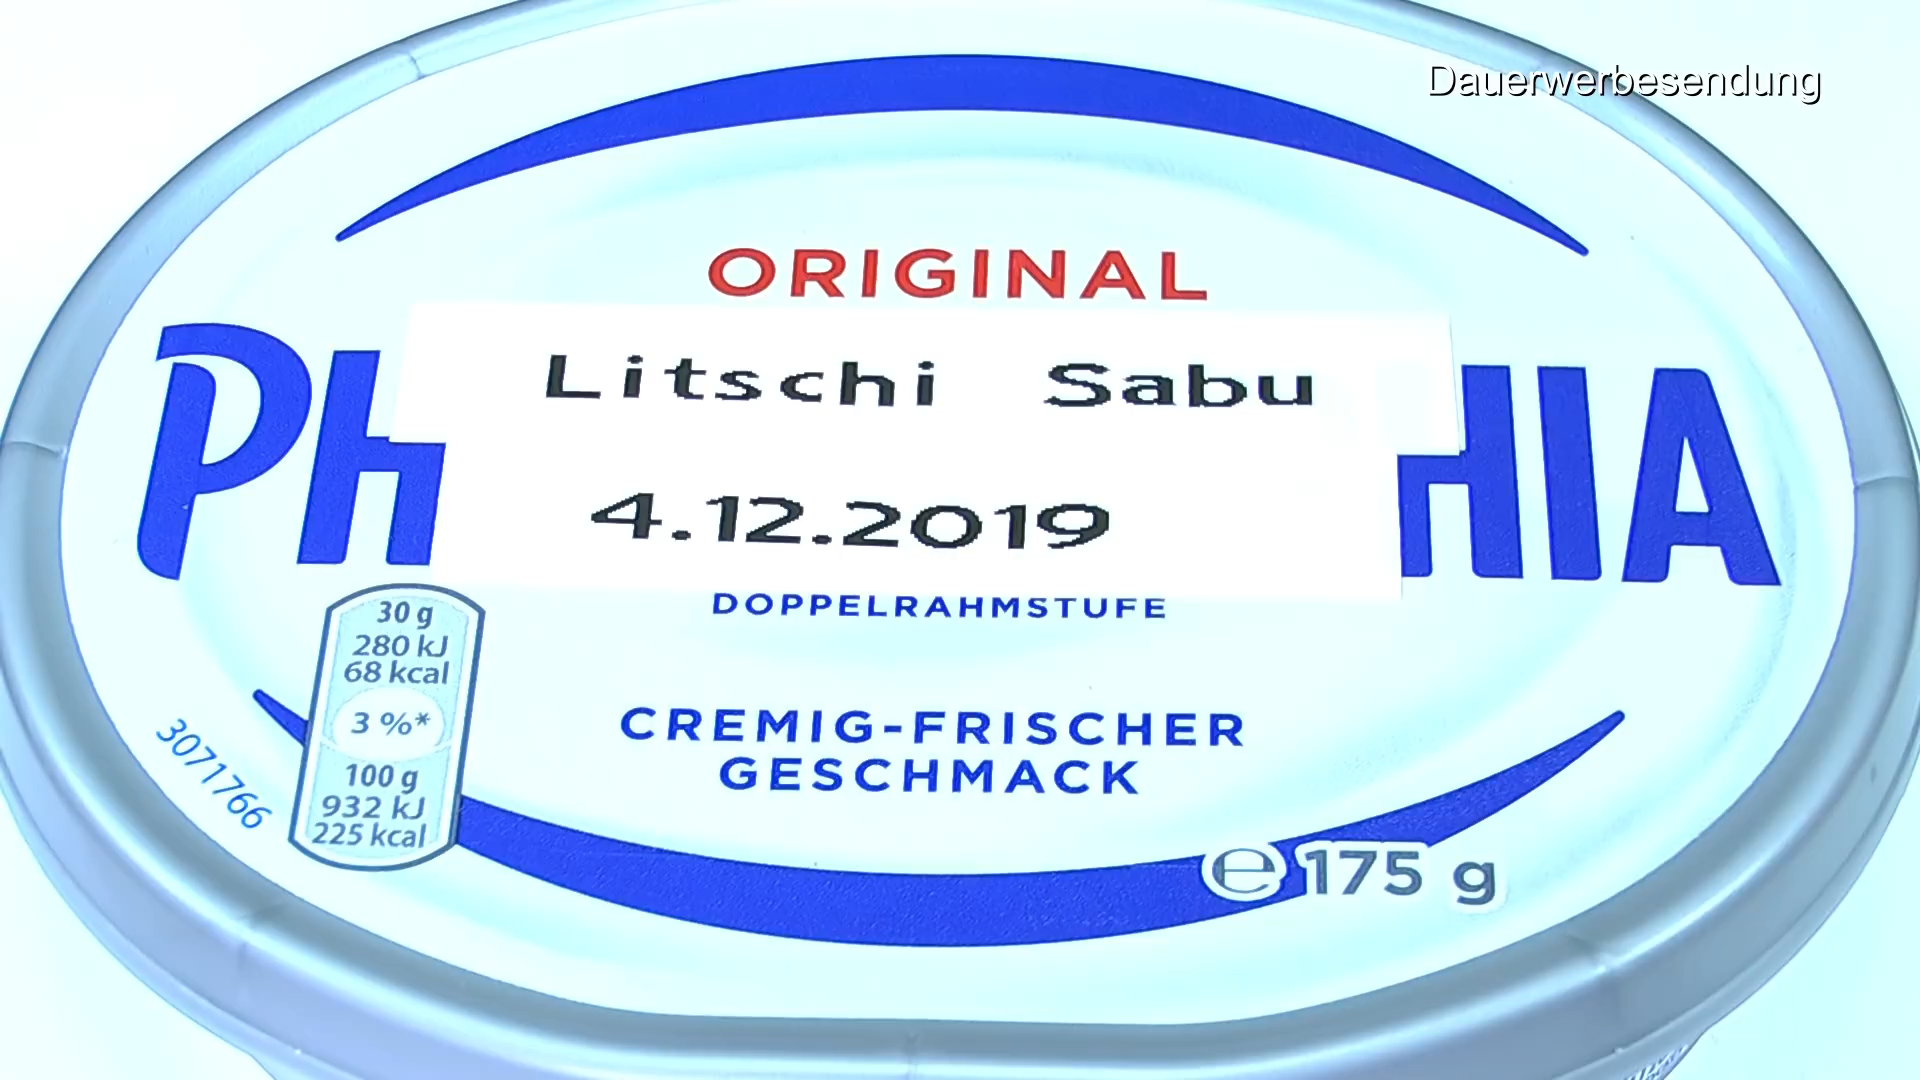 Dauerwerbesendung
ORIGINAL
PH HIA
Litschi Sabu
4.12.2019
DOPPELRAHMSTUFE
30 g
280 kJ
68 kcal
3 %*
100 g
932 kJ
225 kcal
3071766
CREMIG-FRISCHER
GESCHMACK
e 175 g